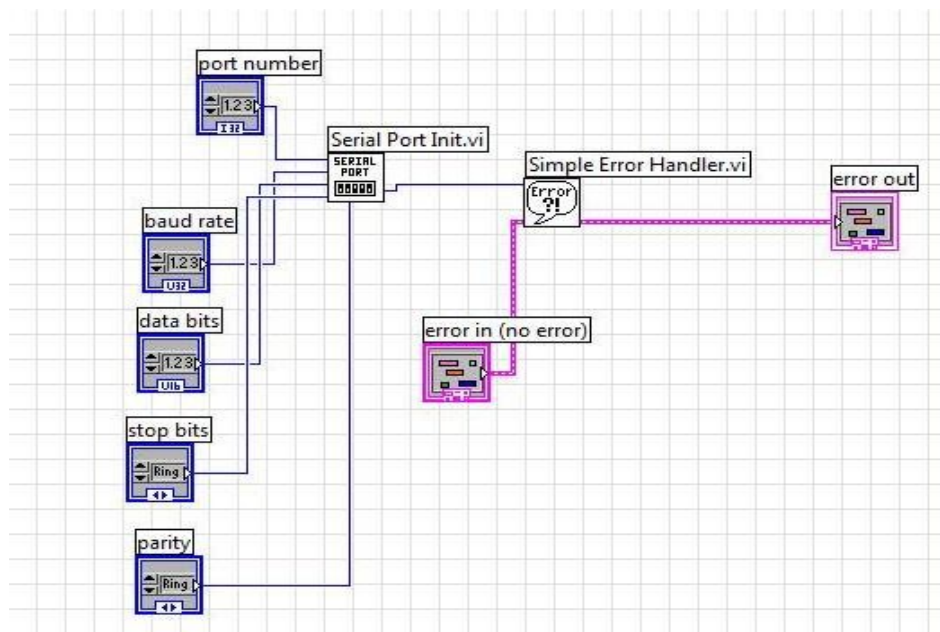 port number
1.23
I32
Serial Port Init.vi
SERIAL
PORT
Simple Error Handler.vi
Error
?!
error out
baud rate
1.23
U32
data bits
1.23
U16
error in (no error)
stop bits
Ring
parity
Ring